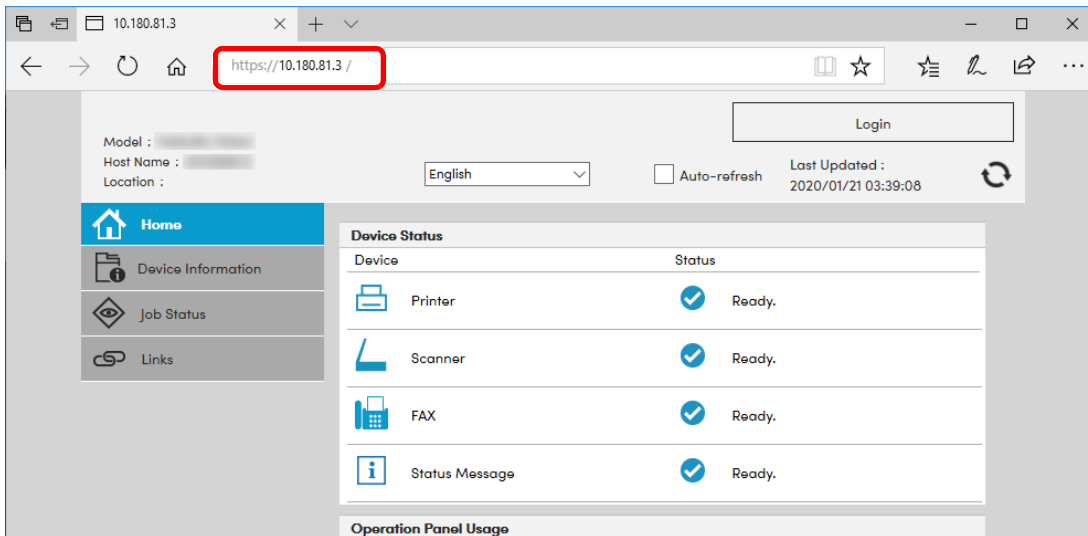 10.180.81.3
https://10.180.81.3 /
Login
Model :
Host Name :
Location :
English
Auto-refresh
Last Updated :
2020/01/21 03:39:08
Home
Device Information
Job Status
Links
Device Status
Device Status
Printer Ready.
Scanner Ready.
FAX Ready.
Status Message Ready.
Operation Panel Usage